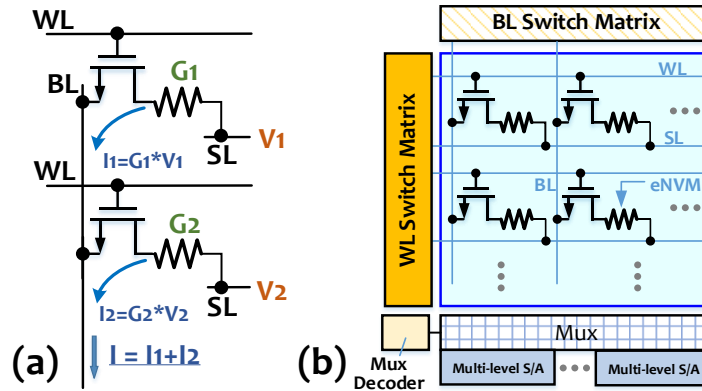 WL
BL
G1
I1=G1*V1
SL
V1
WL
G2
I2=G2*V2
SL
V2
I = I1+I2
(a)
BL Switch Matrix
WL Switch Matrix
WL
SL
BL
eNVM
Mux
Mux
Decoder
Multi-level S/A
Multi-level S/A
(b)